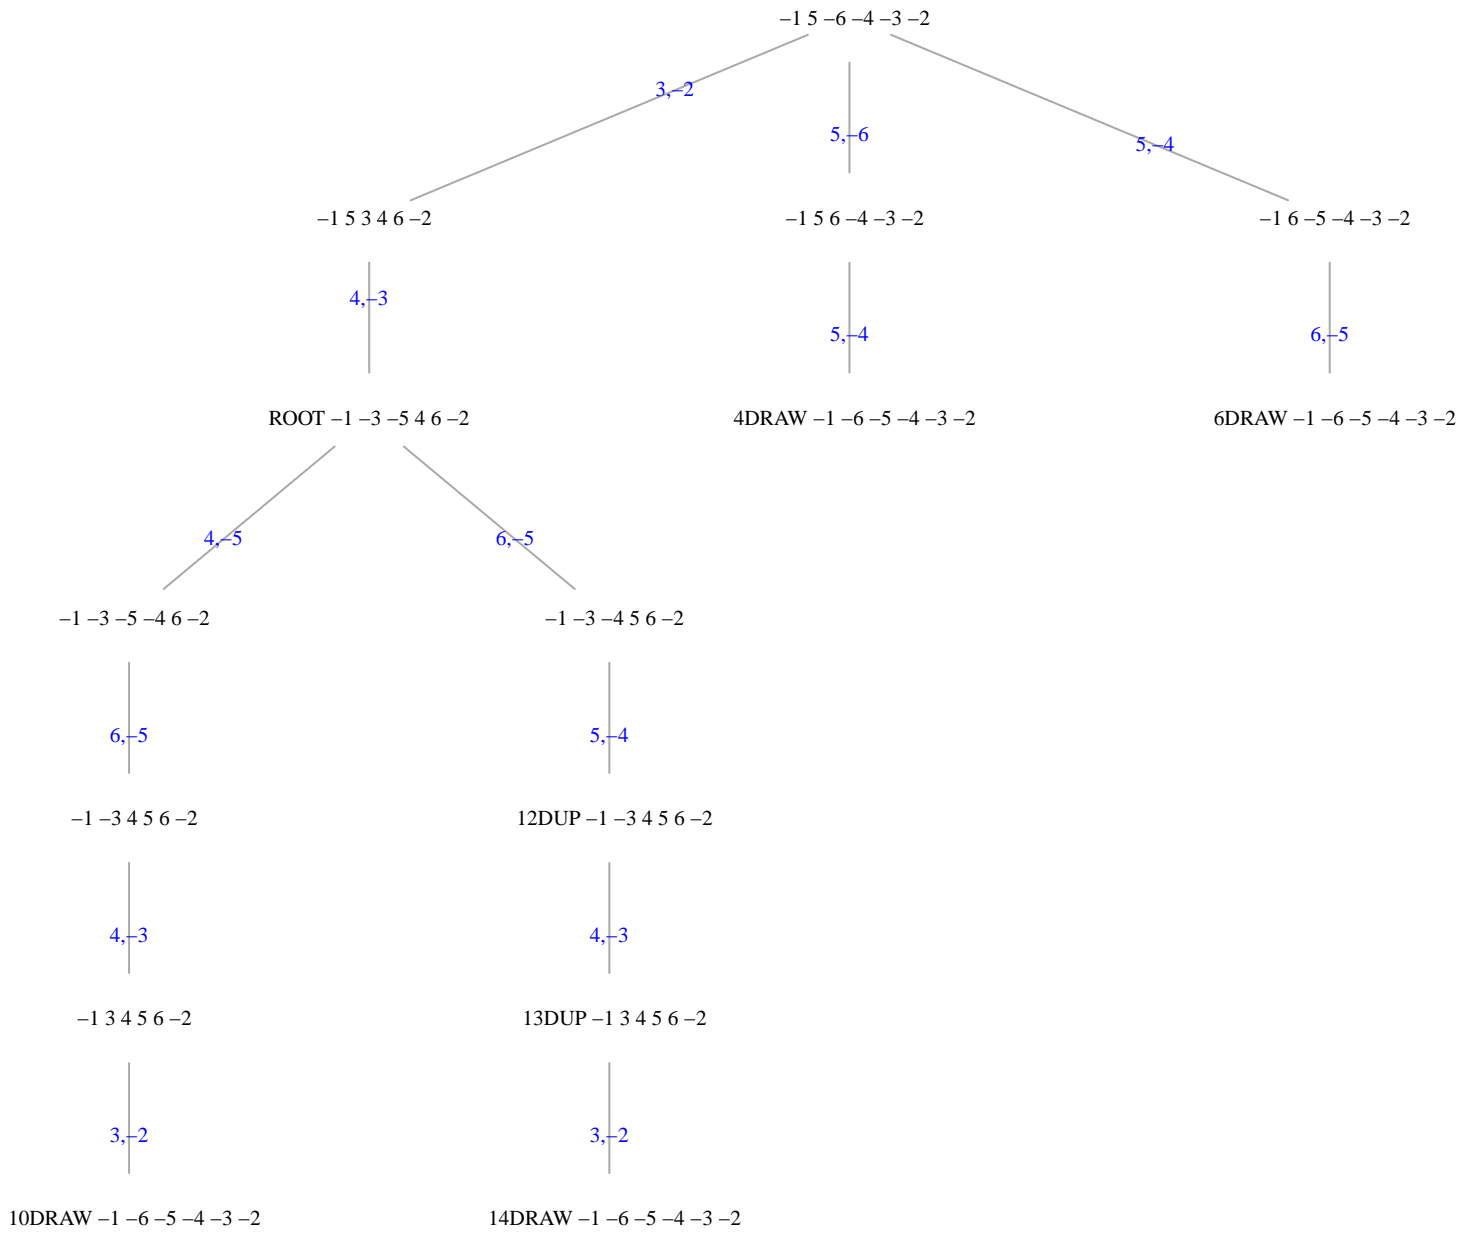 –1 5 –6 –4 –3 –2
3,–2
5,–6
5,–4
–1 5 3 4 6 –2
–1 5 6 –4 –3 –2
–1 6 –5 –4 –3 –2
4,–3
5,–4
6,–5
ROOT –1 –3 –5 4 6 –2
4DRAW –1 –6 –5 –4 –3 –2
6DRAW –1 –6 –5 –4 –3 –2
4,–5
6,–5
–1 –3 –5 –4 6 –2
–1 –3 –4 5 6 –2
6,–5
5,–4
–1 –3 4 5 6 –2
12DUP –1 –3 4 5 6 –2
4,–3
4,–3
–1 3 4 5 6 –2
13DUP –1 3 4 5 6 –2
3,–2
3,–2
10DRAW –1 –6 –5 –4 –3 –2
14DRAW –1 –6 –5 –4 –3 –2